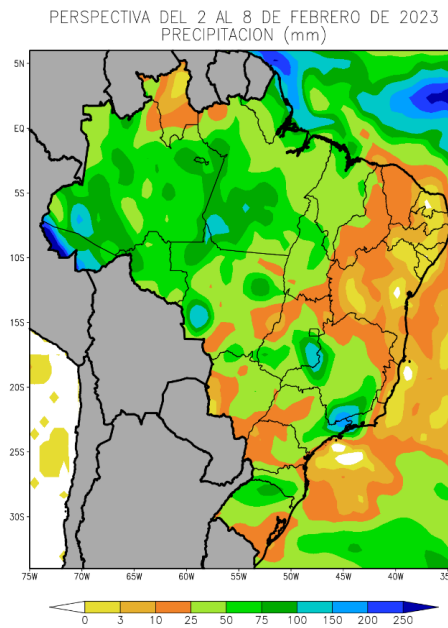 PERSPECTIVA DEL 2 AL 8 DE FEBRERO DE 2023
PRECIPITACION (mm)
5N
EQ
5S
10S
15S
20S
25S
30S
75W 70W 65W 60W 55W 50W 45W 40W 35W
0 3 10 25 50 75 100 150 200 250